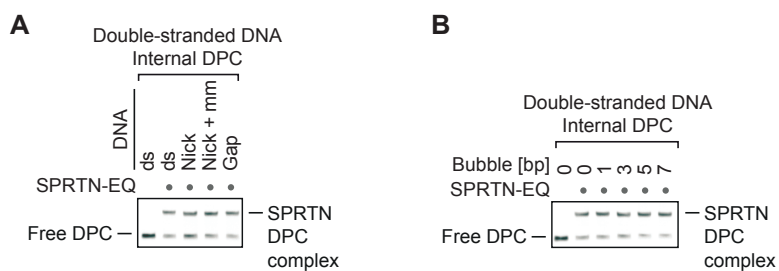 A
Double-stranded DNA
Internal DPC
DNA
ds
ds
Nick
Nick + mm
Gap
SPRTN-EQ
Free DPC
SPRTN
DPC
complex
B
Double-stranded DNA
Internal DPC
Bubble [bp]
0
0
1
3
5
7
SPRTN-EQ
Free DPC
SPRTN
DPC
complex